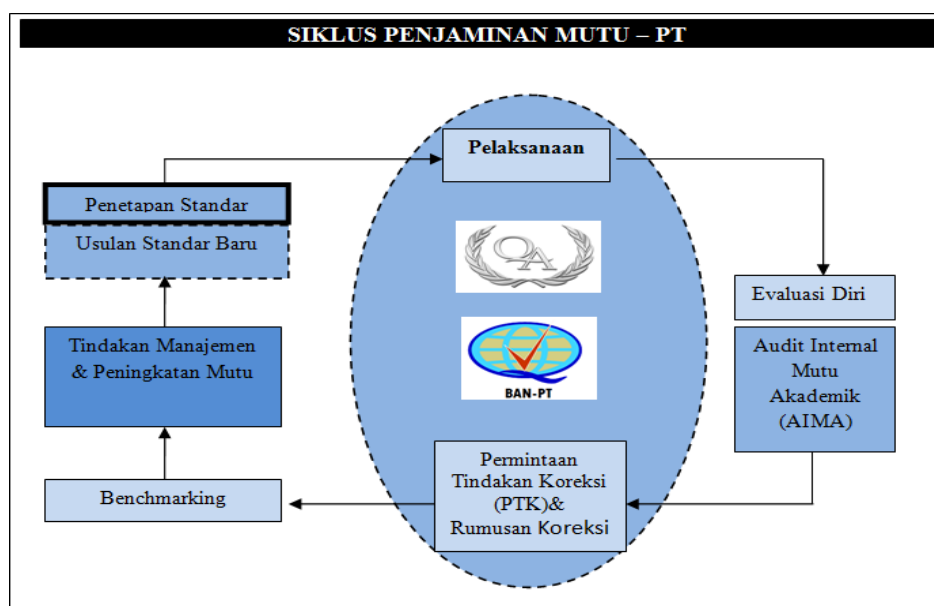 SIKLUS PENJAMINAN MUTU – PT
Pelaksanaan
Penetapan Standar
Usulan Standar Baru
QA
Evaluasi Diri
Tindakan Manajemen
& Peningkatan Mutu
BAN-PT
Audit Internal
Mutu
Akademik
(AIMA)
Permintaan
Tindakan Koreksi
(PTK)&
Rumusan Koreksi
Benchmarking